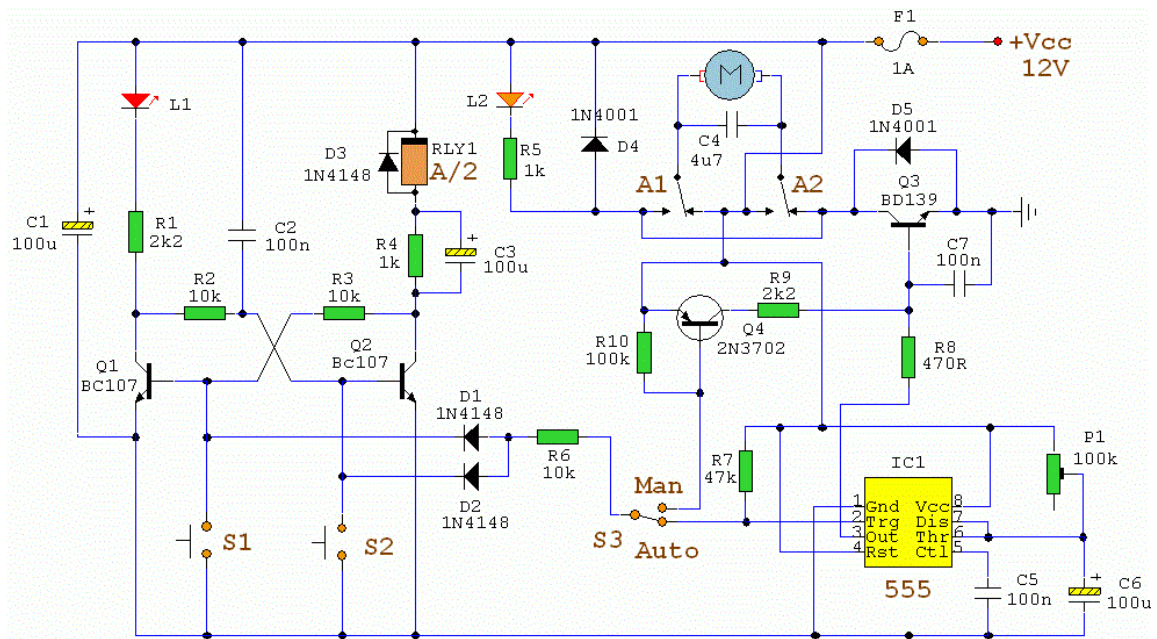 F1
1A
+Vcc
12V
L1
L2
1N4001
D4
M
C4
4u7
D5
1N4001
Q3
BD139
D3
1N4148
RLY1
A/2
R5
1k
A1
A2
C1
100u
+
R1
2k2
C2
100n
R4
1k
+
C3
100u
C7
100n
R2
10k
R3
10k
R9
2k2
Q4
2N3702
R10
100k
R8
470R
Q1
BC107
Q2
Bc107
D1
1N4148
R6
10k
D2
1N4148
Man
S3
Auto
R7
47k
IC1
P1
100k
1 Gnd Vcc 8
2 Trg Dis 7
3 Out Thr 6
4 Rst Ctl 5
555
S1
S2
C5
100n
+
C6
100u